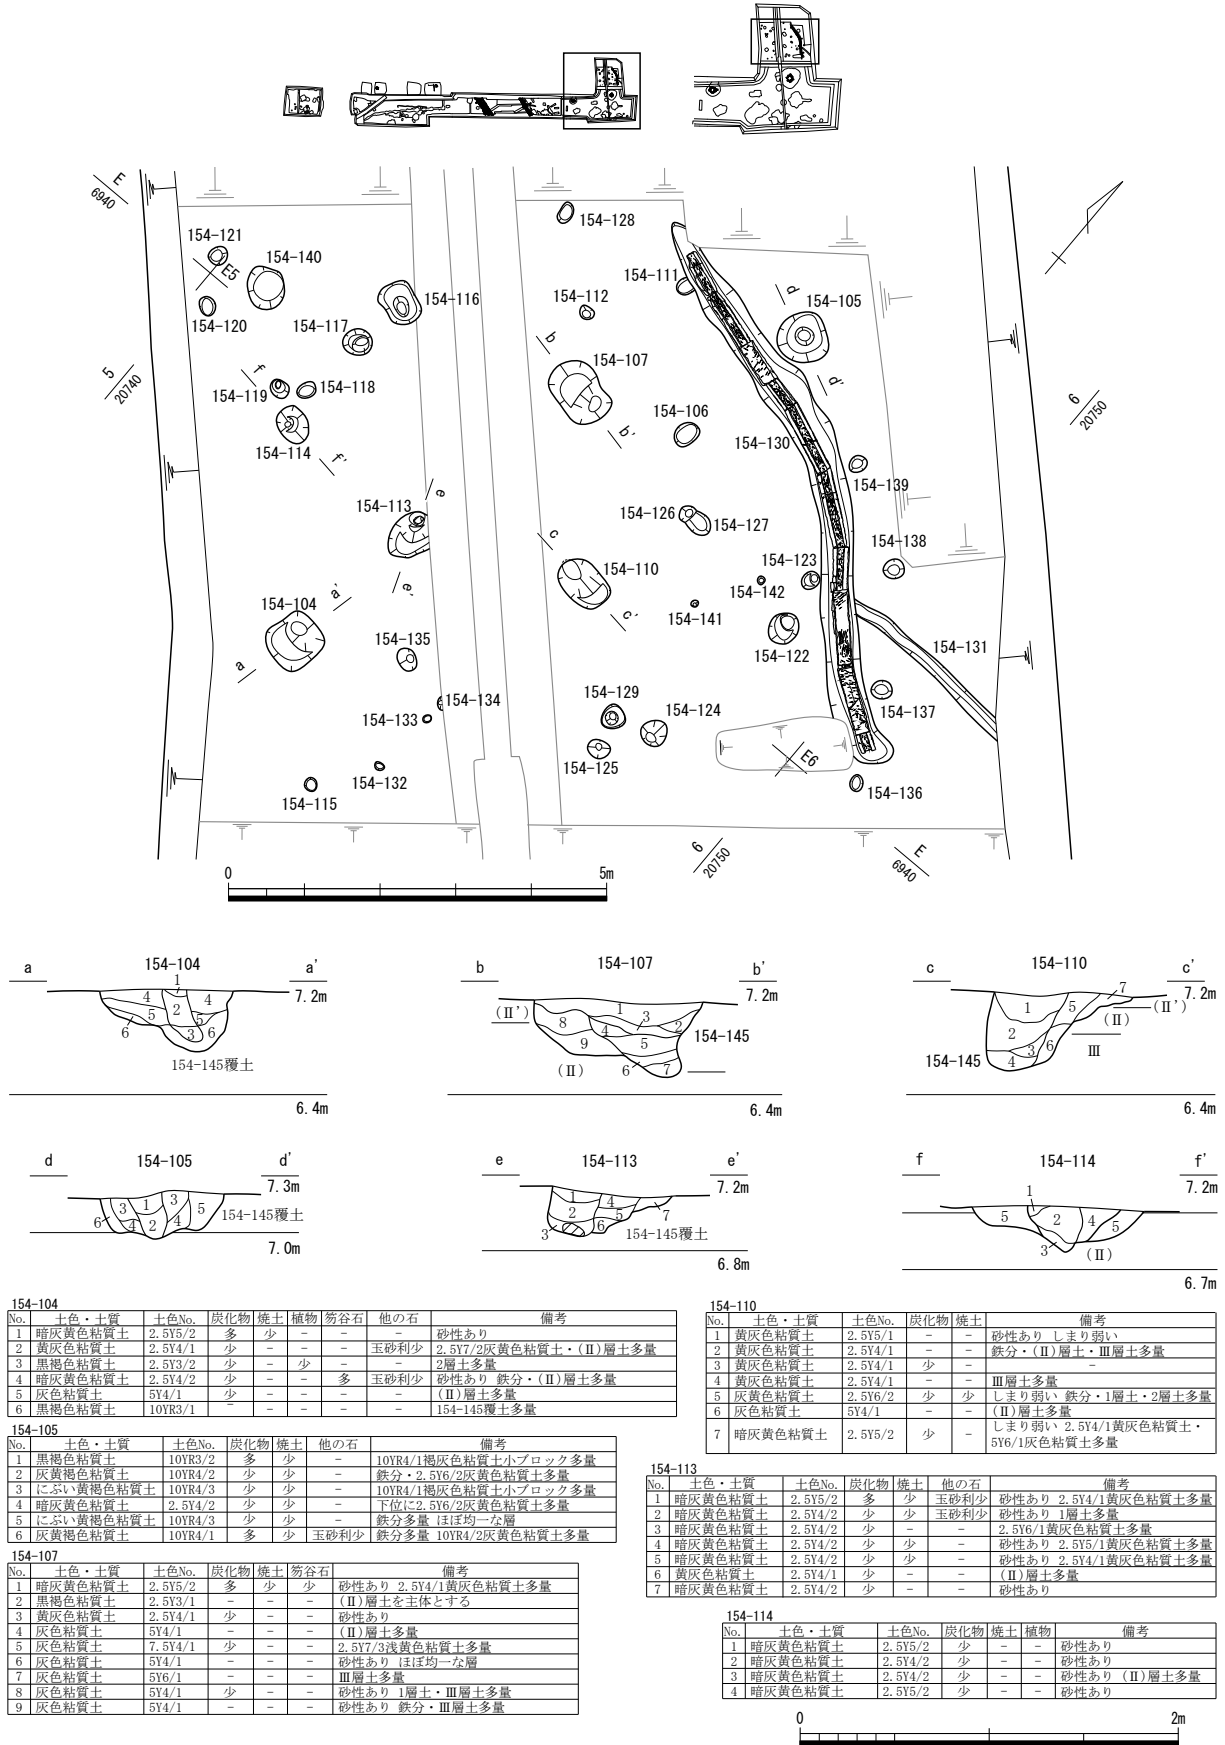 E
6940
154-121
E5
154-140
154-120
154-116
154-117
154-128
154-111
154-112
d
154-105
d'
5
20740
f
154-119
154-118
154-114
f'
b
154-107
b'
154-106
154-130
6
20750
154-139
154-113
e
e'
154-126
154-127
c
154-110
c'
154-138
154-123
154-142
154-141
154-122
154-131
a'
154-104
a
154-135
154-134
154-133
154-129
154-124
154-125
154-137
E6
154-136
154-132
154-115
6
20750
E
6940
0 5m
a 154-104 a'
7.2m
1
4 2 4
5 5
6 3 6
154-145覆土
6.4m
b 154-107 b'
7.2m
(Ⅱ')
1
8 3
4 2
9 5
154-145
(Ⅱ) 6 7
6.4m
c 154-110 c'
7.2m
7
1 5
(Ⅱ')
(Ⅱ)
2 6
3
Ⅲ
154-145 4
6.4m
d 154-105 d'
7.3m
3 1 3 5
6 4 2 4
154-145覆土
7.0m
e 154-113 e'
7.2m
1 4
2 5 7
3 6
154-145覆土
6.8m
f 154-114 f'
7.2m
1
5 2 4 5
3 (Ⅱ)
6.7m
154-104
No. 土色・土質 土色No. 炭化物 焼土 植物 笏谷石 他の石 備考
1 暗灰黄色粘質土 2.5Y5/2 多 少 - - - 砂性あり
2 黄灰色粘質土 2.5Y4/1 少 - - - 玉砂利少 2.5Y7/2灰黄色粘質土・(Ⅱ)層土多量
3 黒褐色粘質土 2.5Y3/2 少 - 少 - - 2層土多量
4 暗灰黄色粘質土 2.5Y4/2 少 - - 多 玉砂利少 砂性あり 鉄分・(Ⅱ)層土多量
5 灰色粘質土 5Y4/1 少 - - - - (Ⅱ)層土多量
6 黒褐色粘質土 10YR3/1 - - - - - 154-145覆土多量
154-105
No. 土色・土質 土色No. 炭化物 焼土 他の石 備考
1 黒褐色粘質土 10YR3/2 多 少 - 10YR4/1褐灰色粘質土小ブロック多量
2 灰黄褐色粘質土 10YR4/2 少 少 - 鉄分・2.5Y6/2灰黄色粘質土多量
3 にぶい黄褐色粘質土 10YR4/3 少 少 - 10YR4/1褐灰色粘質土小ブロック多量
4 暗灰黄色粘質土 2.5Y4/2 少 少 - 下位に2.5Y6/2灰黄色粘質土多量
5 にぶい黄褐色粘質土 10YR4/3 少 少 - 鉄分多量 ほぼ均一な層
6 灰黄褐色粘質土 10YR4/1 多 少 玉砂利少 鉄分多量 10YR4/2灰黄色粘質土多量
154-107
No. 土色・土質 土色No. 炭化物 焼土 笏谷石 備考
1 暗灰黄色粘質土 2.5Y5/2 多 少 少 砂性あり 2.5Y4/1黄灰色粘質土多量
2 黒褐色粘質土 2.5Y3/1 - - - (Ⅱ)層土を主体とする
3 黄灰色粘質土 2.5Y4/1 少 - - 砂性あり
4 灰色粘質土 5Y4/1 - - - (Ⅱ)層土多量
5 灰色粘質土 7.5Y4/1 少 - - 2.5Y7/3浅黄色粘質土多量
6 灰色粘質土 5Y4/1 - - - 砂性あり ほぼ均一な層
7 灰色粘質土 5Y6/1 - - - Ⅲ層土多量
8 灰色粘質土 5Y4/1 少 - - 砂性あり 1層土・Ⅲ層土多量
9 灰色粘質土 5Y4/1 - - - 砂性あり 鉄分・Ⅲ層土多量
154-110
No. 土色・土質 土色No. 炭化物 焼土 備考
1 黄灰色粘質土 2.5Y5/1 - - 砂性あり しまり弱い
2 黄灰色粘質土 2.5Y4/1 - - 鉄分・(Ⅱ)層土・Ⅲ層土多量
3 黄灰色粘質土 2.5Y4/1 少 - -
4 黄灰色粘質土 2.5Y4/1 - - Ⅲ層土多量
5 灰黄色粘質土 2.5Y6/2 少 少 しまり弱い 鉄分・1層土・2層土多量
6 灰色粘質土 5Y4/1 - - (Ⅱ)層土多量
7 暗灰黄色粘質土 2.5Y5/2 少 - しまり弱い 2.5Y4/1黄灰色粘質土・
5Y6/1灰色粘質土多量
154-113
No. 土色・土質 土色No. 炭化物 焼土 他の石 備考
1 暗灰黄色粘質土 2.5Y5/2 多 少 玉砂利少 砂性あり 2.5Y4/1黄灰色粘質土多量
2 暗灰黄色粘質土 2.5Y4/2 少 少 玉砂利少 砂性あり 1層土多量
3 暗灰黄色粘質土 2.5Y4/2 少 - - 2.5Y6/1黄灰色粘質土多量
4 暗灰黄色粘質土 2.5Y4/2 少 少 - 砂性あり 2.5Y5/1黄灰色粘質土多量
5 暗灰黄色粘質土 2.5Y4/2 少 少 - 砂性あり 2.5Y4/1黄灰色粘質土多量
6 黄灰色粘質土 2.5Y4/1 少 - - (Ⅱ)層土多量
7 暗灰黄色粘質土 2.5Y4/2 少 - - 砂性あり
154-114
No. 土色・土質 土色No. 炭化物 焼土 植物 備考
1 暗灰黄色粘質土 2.5Y5/2 少 - - 砂性あり
2 暗灰黄色粘質土 2.5Y4/2 少 - - 砂性あり
3 暗灰黄色粘質土 2.5Y4/2 少 - - 砂性あり (Ⅱ)層土多量
4 暗灰黄色粘質土 2.5Y5/2 少 - - 砂性あり
0 2m